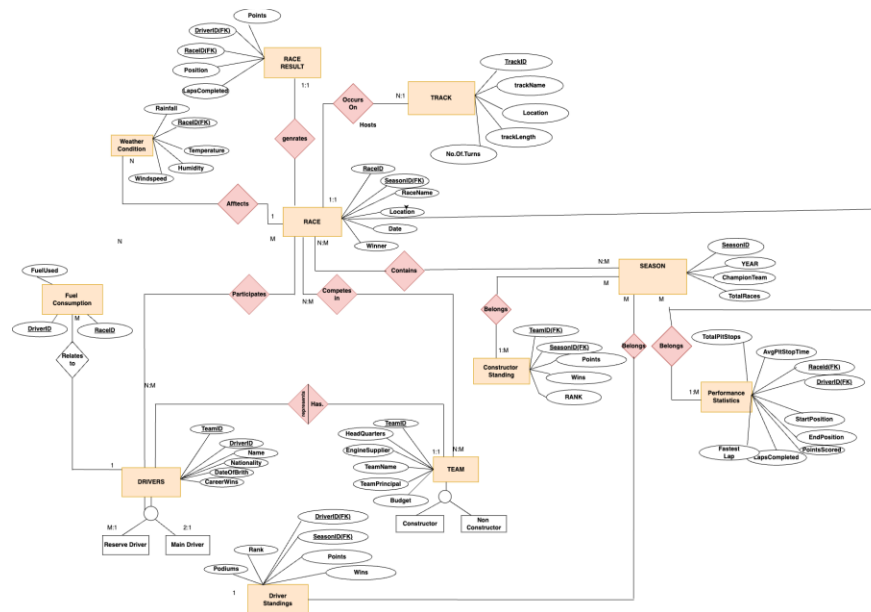 Points
DriverID(FK)
RaceID(FK)
Position
LapsCompleted
RACE
RESULT
1:1
genrates
Occurs
On
Hosts
N:1
TRACK
TrackID
trackName
Location
trackLength
No.Of.Turns
Rainfall
RaceID(FK)
Temperature
Humidity
Windspeed
Weather
Condition
N
Affects
1
1:1
RACE
M
N:M
RaceID
SeasonID(FK)
RaceName
Location
Date
Winner
N
Contains
N:M
SEASON
M
M
M
SeasonID
YEAR
ChampionTeam
TotalRaces
FuelUsed
Fuel
Consumption
DriverID
RaceID
M
Relates
to
1
Participates
N:M
Competes
in
N:M
Belongs
1:M
Constructor
Standing
TeamID(FK)
SeasonID(FK)
Points
Wins
RANK
Belongs
Belongs
1:M
Performance
Statistics
TotalPitStops
AvgPitStopTime
RaceId(FK)
DriverID(FK)
StartPosition
EndPosition
PointsScored
LapsCompleted
Fastest
Lap
N:M
represents
Has.
DRIVERS
TeamID
DriverID
Name
Nationality
DateOfBrith
CareerWins
M:1
2:1
Reserve Driver
Main Driver
TeamID
HeadQuarters
EngineSupplier
TeamName
TeamPrincipal
Budget
1:1
N:M
TEAM
Constructor
Non
Constructor
DriverID(FK)
SeasonID(FK)
Points
Wins
Rank
Podiums
1
Driver
Standings